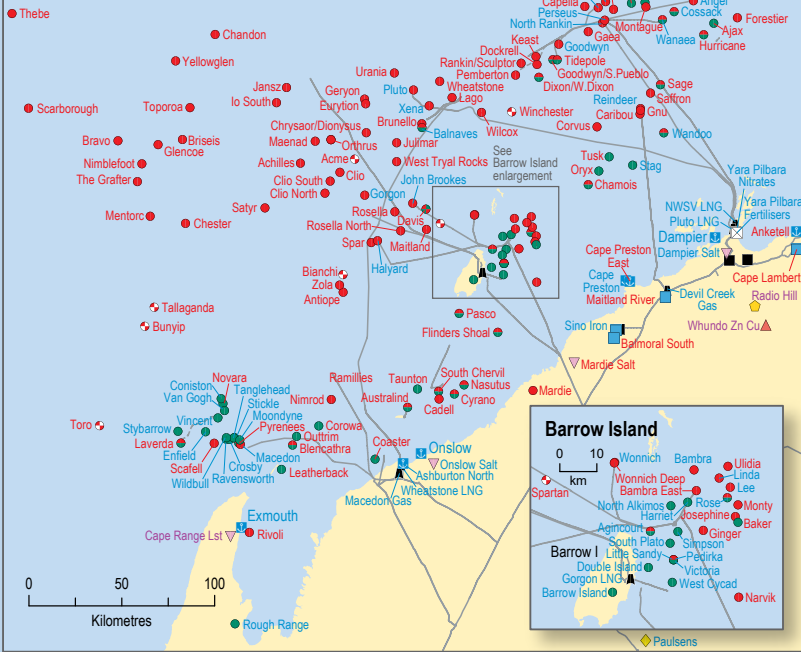 Thebe
Capella
Perseus
North Rankin
Angel
Cossack
Forestier
Ajax
Montague
Wanaea
Hurricane
Gaea
Chandon
Keast
Dockrell
Goodwyn
Rankin/Sculptor
Tidepole
Yellowglen
Urania
Pemberton
Goodwyn/S.Pueblo
Dixon/W.Dixon
Jansz
Io South
Geryon
Eurytion
Pluto
Wheatstone
Lago
Xena
Sage
Saffron
Reindeer
Caribou
Gnu
Scarborough
Toporoa
Winchester
Corvus
Wilcox
Brunello
Balnaves
Wandoo
Chrysaor/Dionysus
Maenad
Orthrus
Julimar
Bravo
Briseis
Glencoe
Nimblefoot
The Grafter
Achilles
Acme
Clio
West Tryal Rocks
See
Barrow Island
enlargement
Tusk
Oryx
Stag
Chamois
Yara Pilbara
Nitrates
Clio South
Clio North
Gorgon
John Brookes
Yara Pilbara
Fertilisers
NWSV LNG
Pluto LNG
Mentorc
Chester
Satyr
Rosella
Rosella North
Davis
Maitland
Dampier
Dampier Salt
Anketell
Spar
Halyard
Cape Preston
East
Cape
Preston
Maitland River
Devil Creek
Gas
Cape Lambert
Radio Hill
Bianchi
Zola
Antiope
Tallaganda
Bunyip
Pasco
Flinders Shoal
Sino Iron
Balmoral South
Whundo Zn Cu
Mardie Salt
Mardie
Novara
Coniston
Van Gogh
Tanglehead
Stickle
Moondyne
Ramillies
Nimrod
Taunton
South Chervil
Nasutus
Australind
Cadell
Cyrano
Toro
Vincent
Stybarrow
Laverda
Enfield
Scafell
Wildbull
Pyrenees
Corowa
Outtrim
Blencathra
Macedon
Crosby
Ravensworth
Leatherback
Coaster
Onslow
Onslow Salt
Ashburton North
Wheatstone LNG
Macedon Gas
Exmouth
Cape Range Lst
Rivoli
0 50 100
Kilometres
Rough Range
Barrow Island
0 10
km
Wonnich
Wonnich Deep
Spartan
Bambra
Bambra East
Ulidia
Linda
Lee
Rose
North Alkimos
Harriet
Josephine
Monty
Baker
Agincourt
Ginger
South Plato
Simpson
Barrow I
Little Sandy
Pedirka
Double Island
Victoria
Gorgon LNG
West Cycad
Barrow Island
Narvik
Paulsens